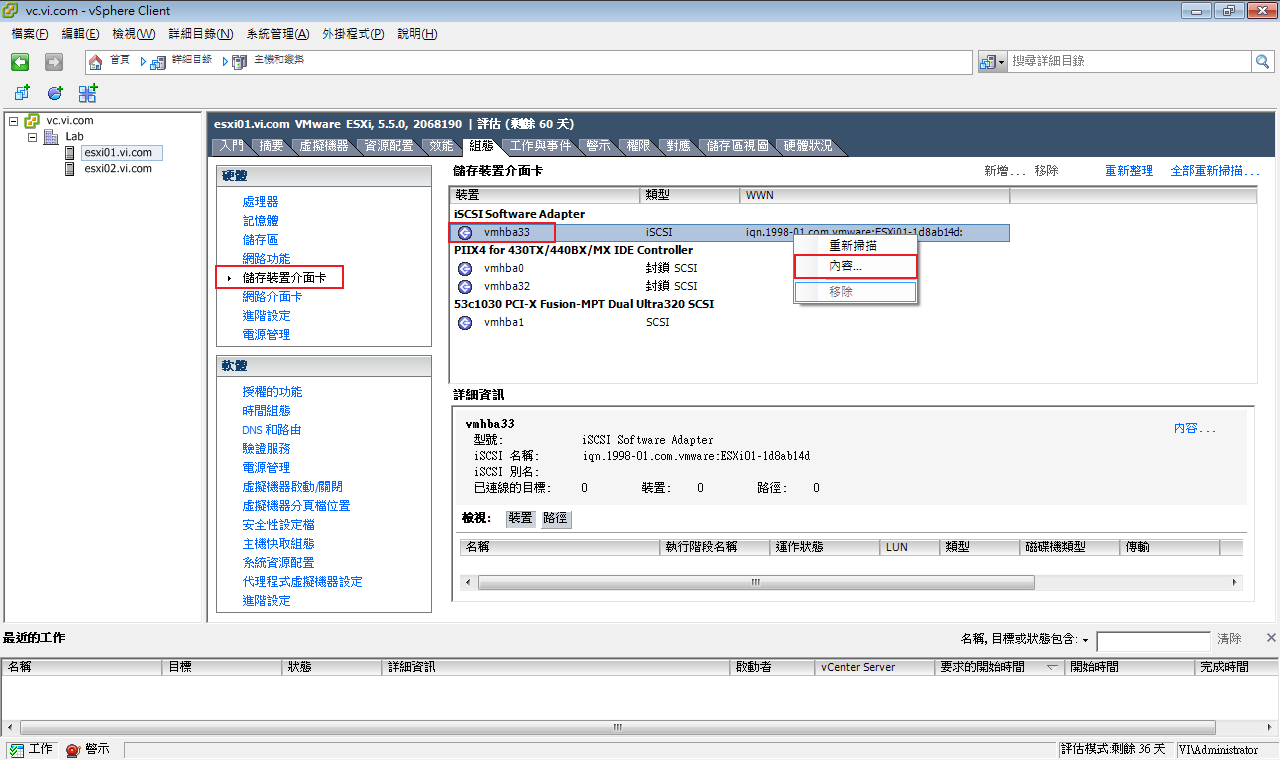 vc.vi.com - vSphere Client
檔案(F) 編輯(E) 檢視(W) 詳細目錄(N) 系統管理(A) 外掛程式(P) 說明(H)
首頁 詳細目錄 主機和叢集 搜尋詳細目錄
vc.vi.com
Lab
esxi01.vi.com
esxi02.vi.com
esxi01.vi.com VMware ESXi, 5.5.0, 2068190 | 評估 (剩餘 60 天)
入門 摘要 虛擬機器 資源配置 效能 組態 工作與事件 警示 權限 對應 儲存區視圖 硬體狀況
硬體
處理器
記憶體
儲存區
網路功能
儲存裝置介面卡
網路介面卡
進階設定
電源管理
軟體
授權的功能
時間組態
DNS 和路由
驗證服務
電源管理
虛擬機器啟動/關閉
虛擬機器分頁檔位置
安全性設定檔
主機快取組態
系統資源配置
代理程式虛擬機器設定
進階設定
儲存裝置介面卡 新增... 移除 重新整理 全部重新掃描...
裝置 類型 WWN
iSCSI Software Adapter
vmhba33 iSCSI iqn.1998-01.com.vmware:ESXi01-1d8ab14d:
PIIX4 for 430TX/440BX/MX IDE Controller
vmhba0 封鎖 SCSI
vmhba32 封鎖 SCSI
53c1030 PCI-X Fusion-MPT Dual Ultra320 SCSI
vmhba1 SCSI
重新掃描
內容...
移除
詳細資訊
vmhba33 內容...
型號: iSCSI Software Adapter
iSCSI 名稱: iqn.1998-01.com.vmware:ESXi01-1d8ab14d
iSCSI 別名:
已連線的目標: 0 裝置: 0 路徑: 0
檢視: 裝置 路徑
名稱 執行階段名稱 運作狀態 LUN 類型 磁碟機類型 傳輸
最近的工作 名稱, 目標或狀態包含: 清除
名稱 目標 狀態 詳細資訊 啟動者 vCenter Server 要求的開始時間 開始時間 完成時間
工作 警示 評估模式:剩餘 36 天 VI\Administrator